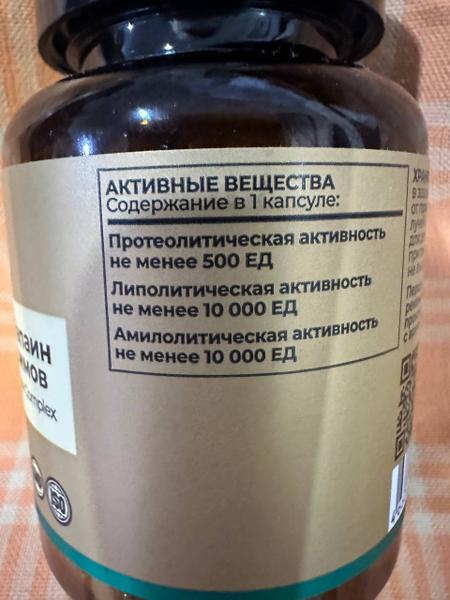 АКТИВНЫЕ ВЕЩЕСТВА
Содержание в 1 капсуле:
Протеолитическая активность
не менее 500 ЕД
Липолитическая активность
не менее 10 000 ЕД
Амилолитическая активность
не менее 10 000 ЕД
Complex